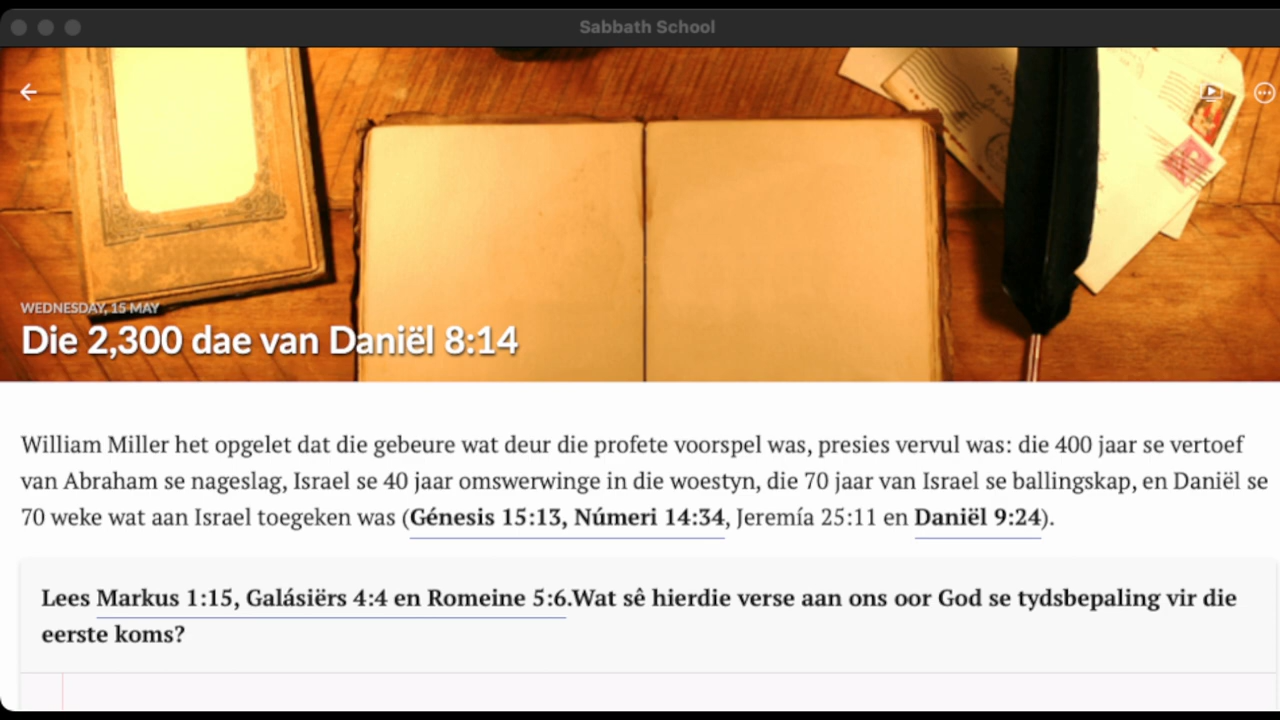 Sabbath School
WEDNESDAY, 15 MAY
Die 2,300 dae van Daniël 8:14
William Miller het opgelet dat die gebeure wat deur die profete voorspel was, presies vervul was: die 400 jaar se vertoef
van Abraham se nageslag, Israel se 40 jaar omswerwinge in die woestyn, die 70 jaar van Israel se ballingskap, en Daniël se
70 weke wat aan Israel toegeken was (Génesis 15:13, Númeri 14:34, Jeremía 25:11 en Daniël 9:24).
Lees Markus 1:15, Galásiërs 4:4 en Romeine 5:6.Wat sê hierdie verse aan ons oor God se tydsbepaling vir die
eerste koms?